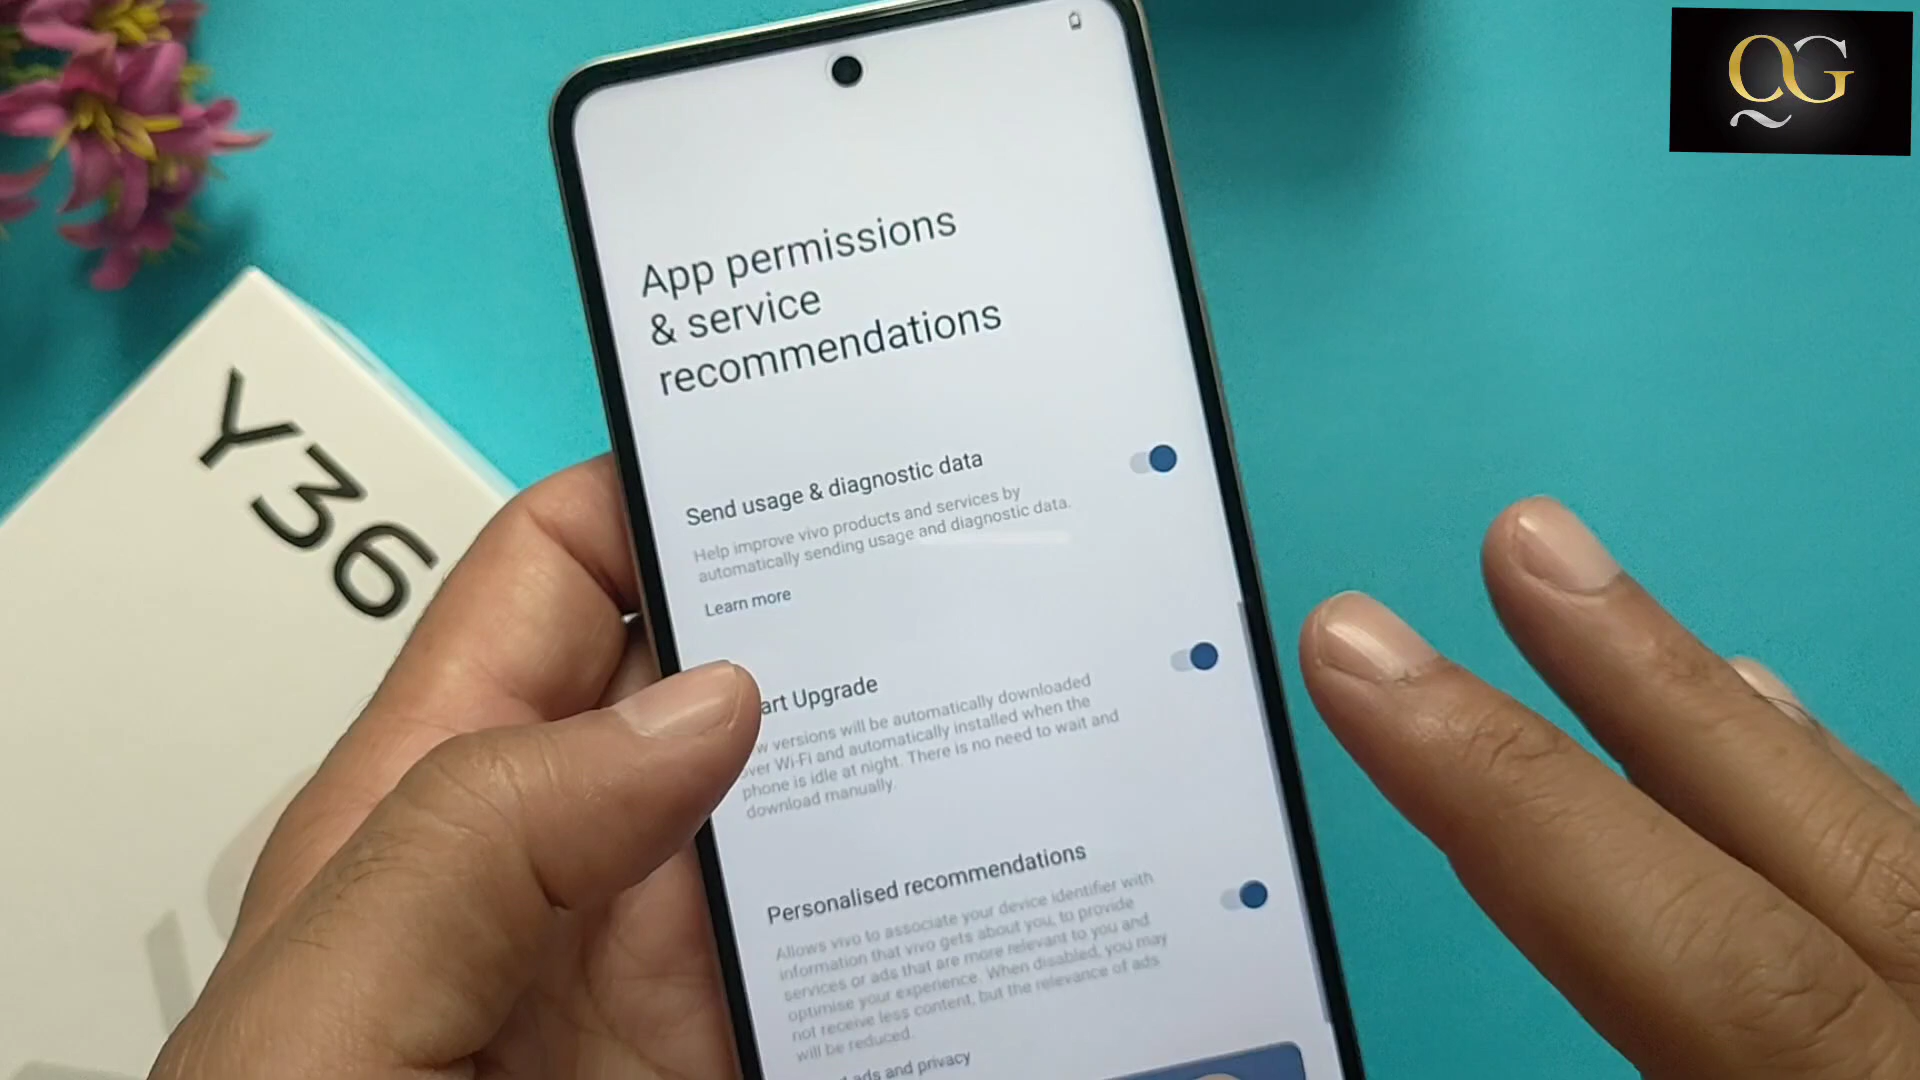 QG
Y36
App permissions
& service
recommendations
Send usage & diagnostic data
Help improve vivo products and services by
automatically sending usage and diagnostic data.
Learn more
art Upgrade
w versions will be automatically downloaded
over Wi-Fi and automatically installed when the
phone is idle at night. There is no need to wait and
download manually.
Personalised recommendations
Allows vivo to associate your device identifier with
information that vivo gets about you, to provide
services or ads that are more relevant to you and
optimise your experience. When disabled, you may
not receive less content, but the relevance of ads
will be reduced.
ads and privacy